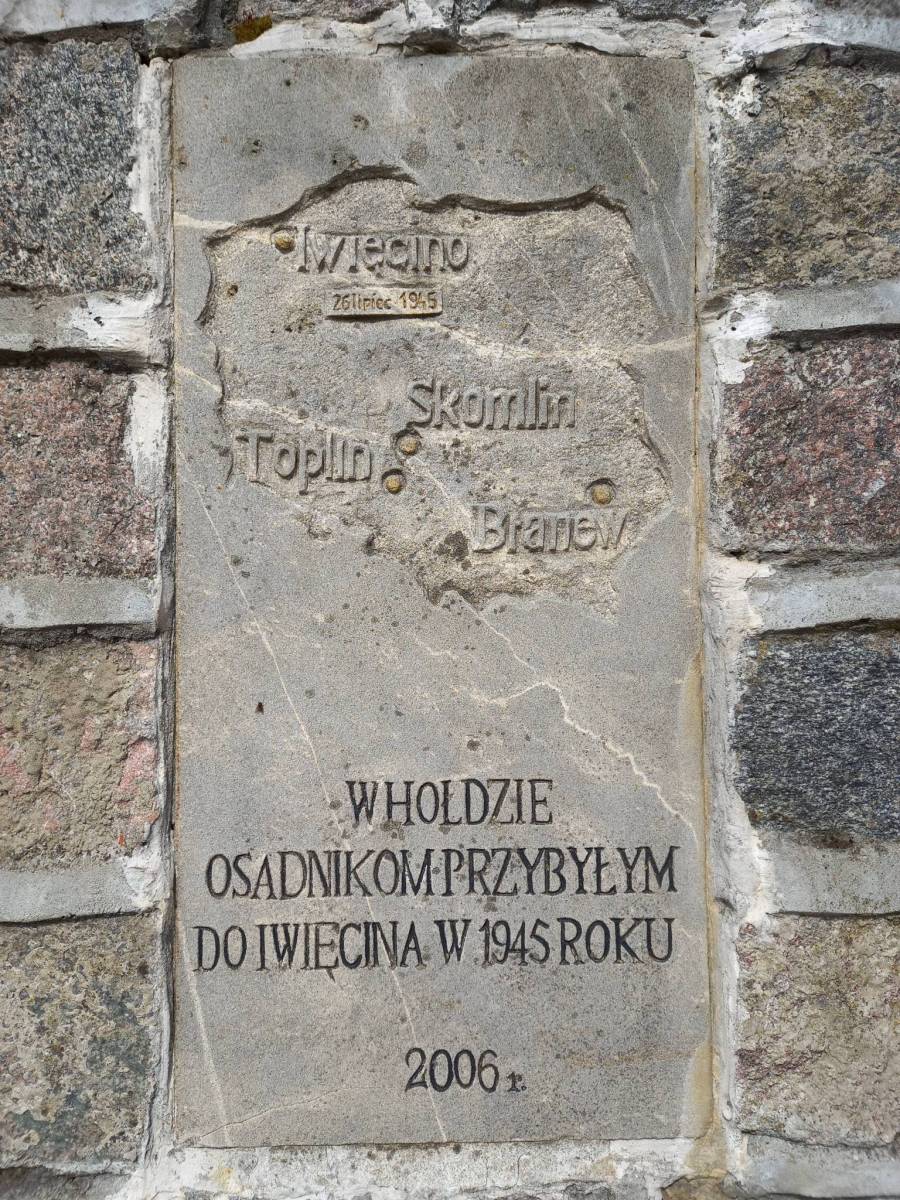 Iwięcino
26 lipiec 1945
Skomlin
Toplin
Branew
W HOŁDZIE
OSADNIKOM PRZYBYŁYM
DO IWIĘCINA W 1945 ROKU
2006 r.